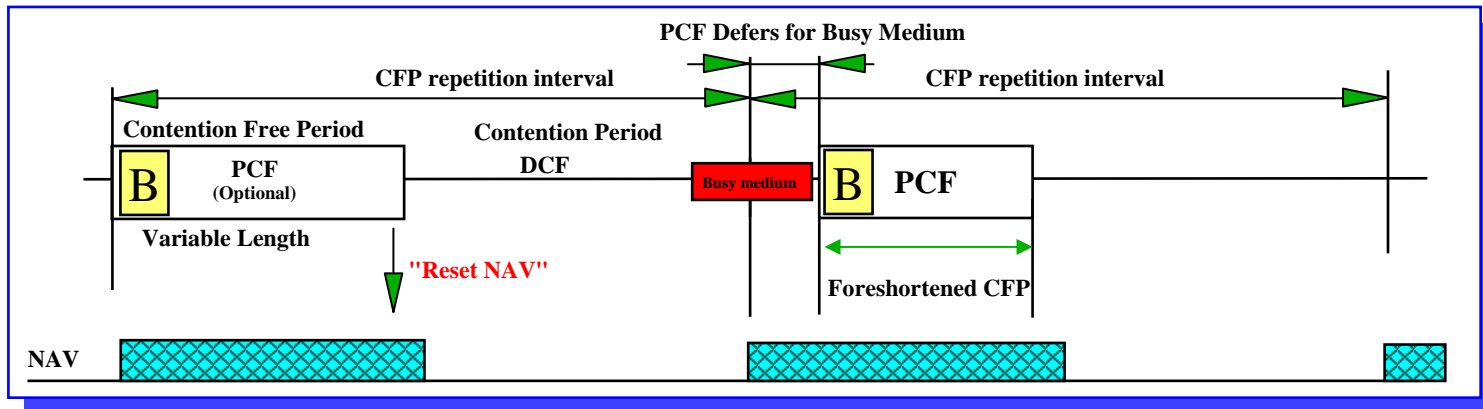 PCF Defers for Busy Medium
CFP repetition interval
CFP repetition interval
Contention Free Period
Contention Period
DCF
B
PCF
(Optional)
Busy medium
B
PCF
Variable Length
"Reset NAV"
Foreshortened CFP
NAV